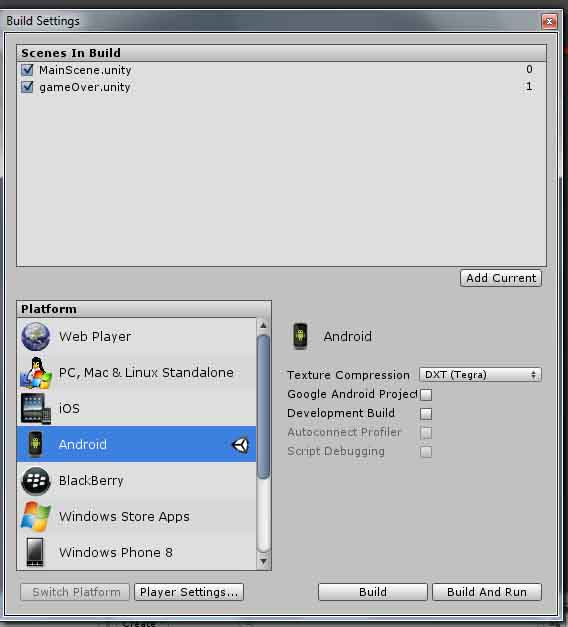 Build Settings
Scenes In Build
MainScene.unity 0
gameOver.unity 1
Add Current
Platform
Web Player
PC, Mac & Linux Standalone
iOS
Android
BlackBerry
Windows Store Apps
Windows Phone 8
Android
Texture Compression DXT (Tegra)
Google Android Project
Development Build
Autoconnect Profiler
Script Debugging
Switch Platform
Player Settings...
Build
Build And Run
Create